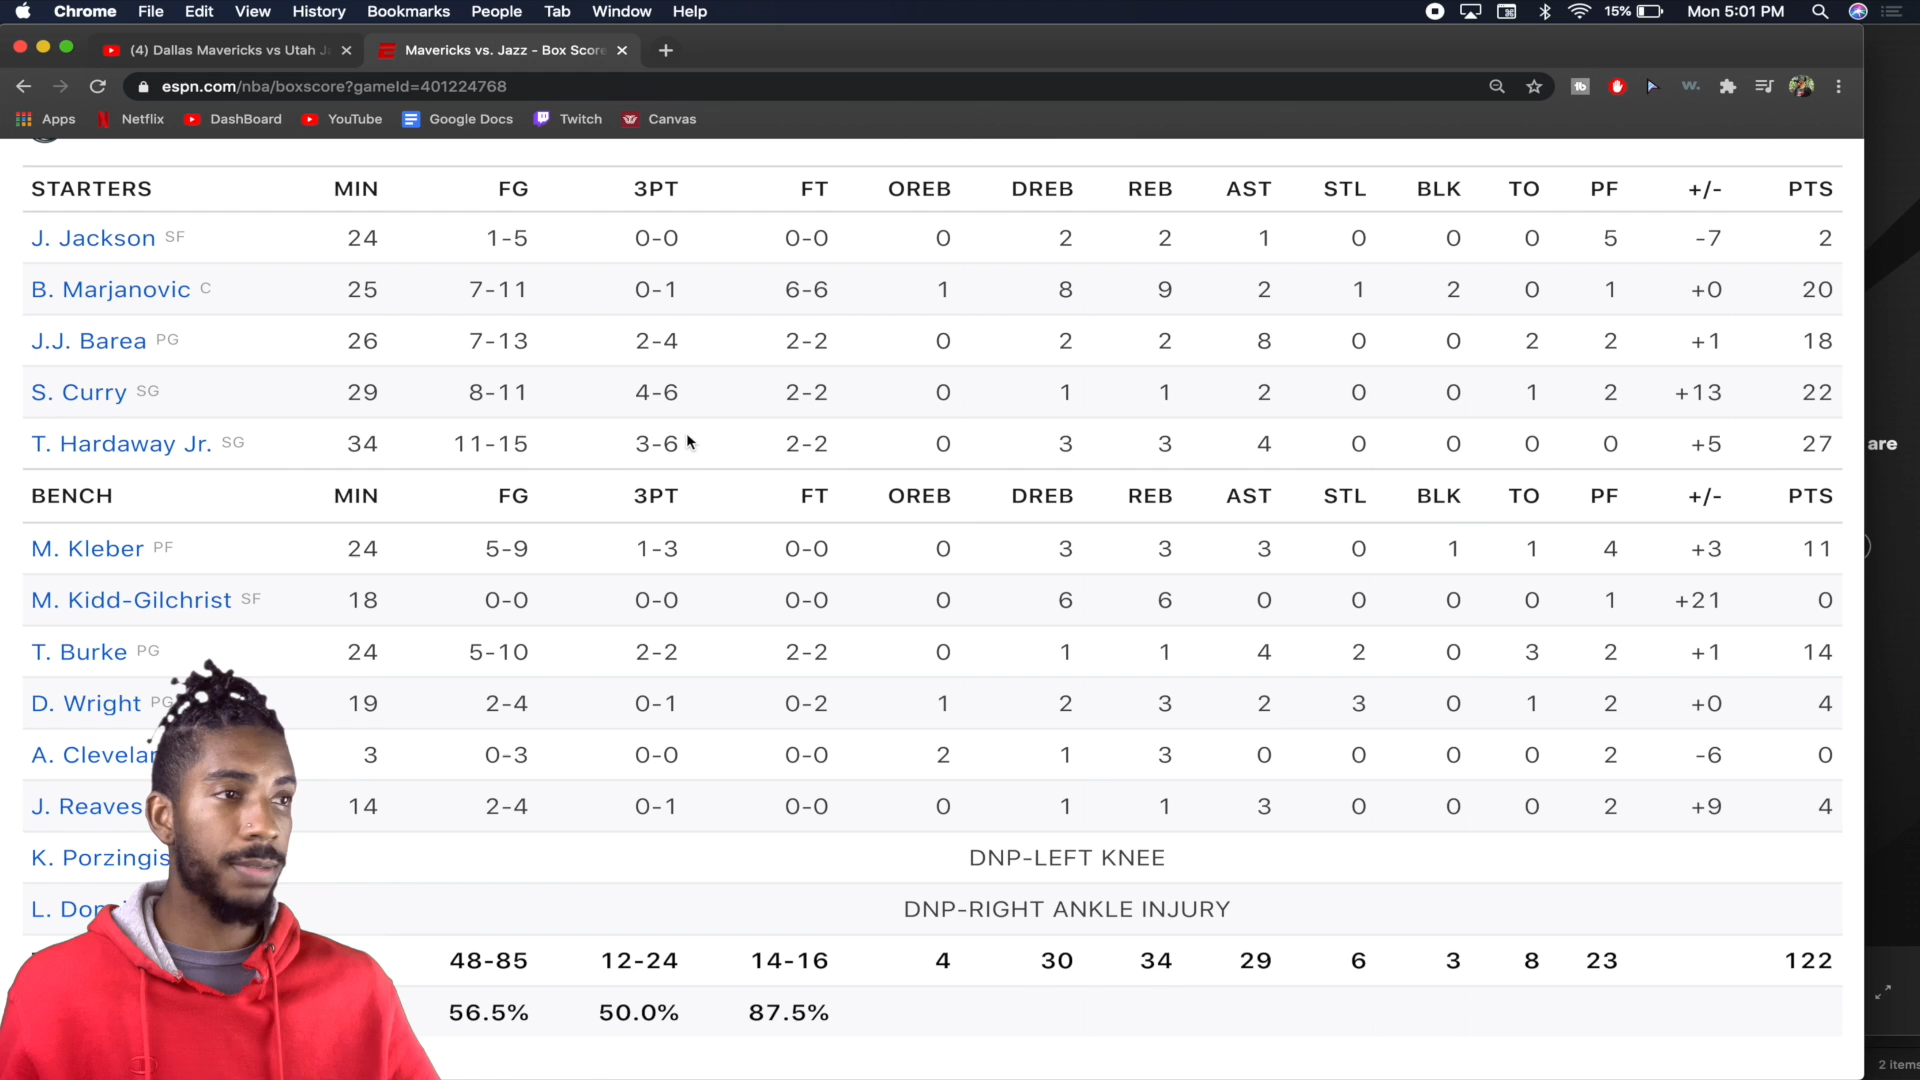 Chrome File Edit View History Bookmarks People Tab Window Help 15% Mon 5:01 PM
(4) Dallas Mavericks vs Utah Mavericks vs. Jazz - Box Score
espn.com/nba/boxscore?gameId=401224768
Apps Netflix DashBoard YouTube Google Docs Twitch Canvas
STARTERS MIN FG 3PT FT OREB DREB REB AST STL BLK TO PF +/- PTS
J. Jackson SF 24 1-5 0-0 0-0 0 2 2 1 0 0 0 5 -7 2
B. Marjanovic C 25 7-11 0-1 6-6 1 8 9 2 1 2 0 1 +0 20
J.J. Barea PG 26 7-13 2-4 2-2 0 2 2 8 0 0 2 2 +1 18
S. Curry SG 29 8-11 4-6 2-2 0 1 1 2 0 0 1 2 +13 22
T. Hardaway Jr. SG 34 11-15 3-6 2-2 0 3 3 4 0 0 0 0 +5 27
are
BENCH MIN FG 3PT FT OREB DREB REB AST STL BLK TO PF +/- PTS
M. Kleber PF 24 5-9 1-3 0-0 0 3 3 3 0 1 1 4 +3 11
M. Kidd-Gilchrist SF 18 0-0 0-0 0-0 0 6 6 0 0 0 0 1 +21 0
T. Burke PG 24 5-10 2-2 2-2 0 1 1 4 2 0 3 2 +1 14
D. Wright PG 19 2-4 0-1 0-2 1 2 3 2 3 0 1 2 +0 4
A. Clevelan 3 0-3 0-0 0-0 2 1 3 0 0 0 0 2 -6 0
J. Reaves 14 2-4 0-1 0-0 0 1 1 3 0 0 0 2 +9 4
K. Porzingis DNP-LEFT KNEE
L. Don DNP-RIGHT ANKLE INJURY
48-85 12-24 14-16 4 30 34 29 6 3 8 23 122
56.5% 50.0% 87.5%
2 items